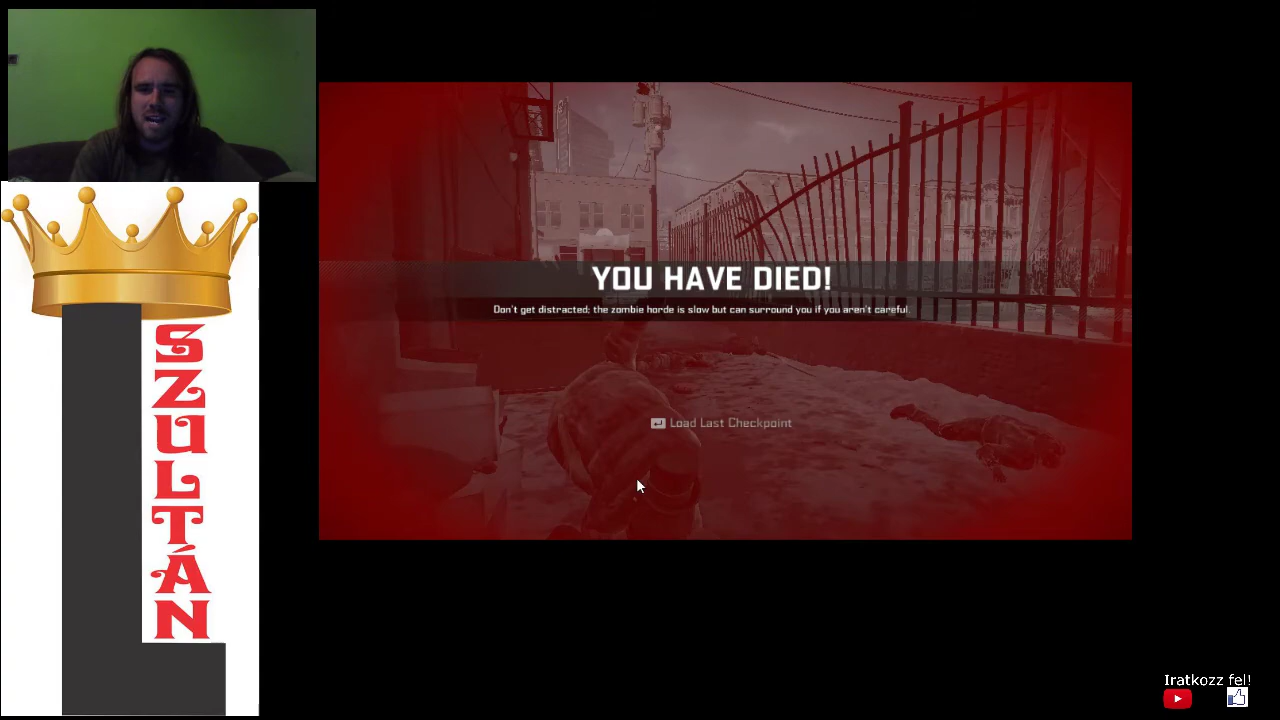 L
SZULTÁN
YOU HAVE DIED!
Don't get distracted; the zombie horde is slow but can surround you if you aren't careful.
Load Last Checkpoint
Iratkozz fel!